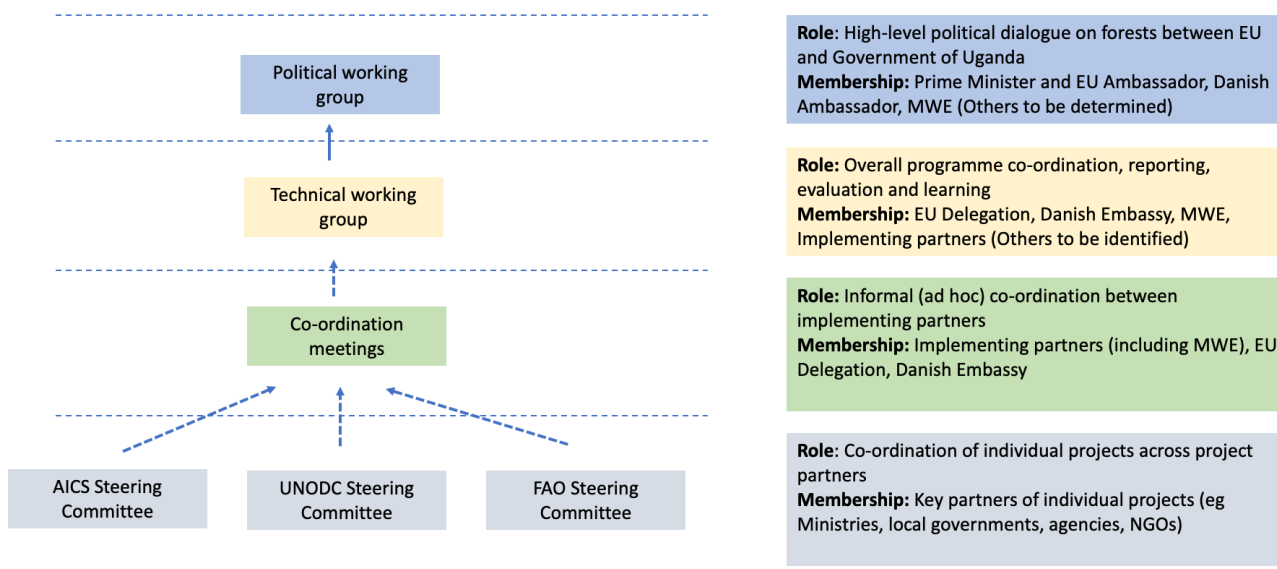 Political working
group
Role: High-level political dialogue on forests between EU
and Government of Uganda
Membership: Prime Minister and EU Ambassador, Danish
Ambassador, MWE (Others to be determined)
Technical working
group
Role: Overall programme co-ordination, reporting,
evaluation and learning
Membership: EU Delegation, Danish Embassy, MWE,
Implementing partners (Others to be identified)
Co-ordination
meetings
Role: Informal (ad hoc) co-ordination between
implementing partners
Membership: Implementing partners (including MWE), EU
Delegation, Danish Embassy
AICS Steering
Committee
UNODC Steering
Committee
FAO Steering
Committee
Role: Co-ordination of individual projects across project
partners
Membership: Key partners of individual projects (eg
Ministries, local governments, agencies, NGOs)